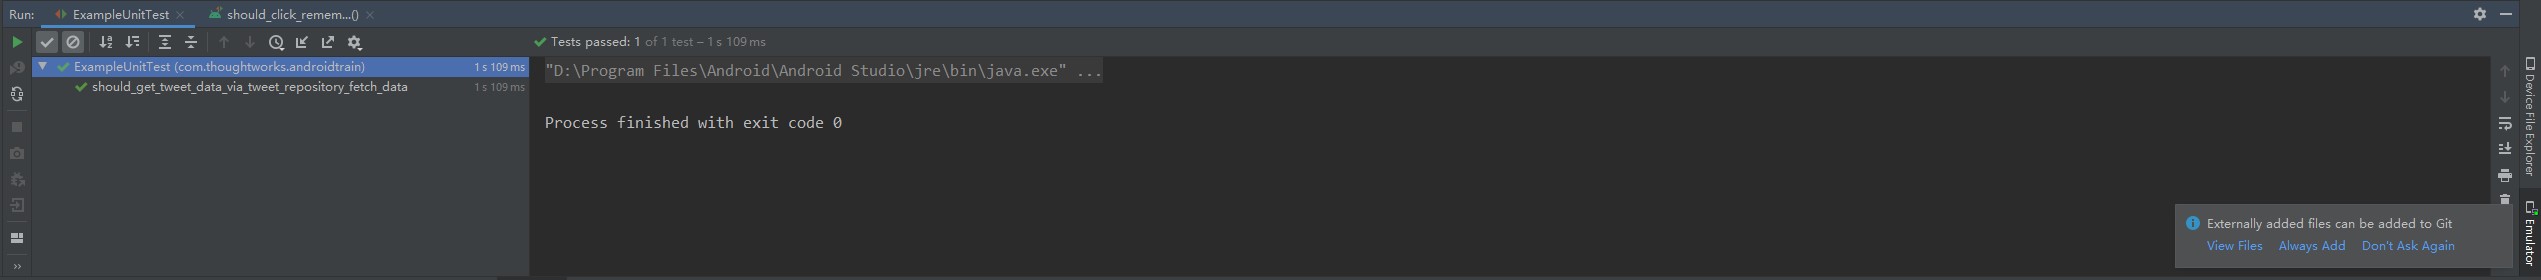 Run: ExampleUnitTest × should_click_remem...() ×
Tests passed: 1 of 1 test – 1 s 109 ms
ExampleUnitTest (com.thoughtworks.androidtrain) 1 s 109 ms
should_get_tweet_data_via_tweet_repository_fetch_data 1 s 109 ms
"D:\Program Files\Android\Android Studio\jre\bin\java.exe" ...
Process finished with exit code 0
Externally added files can be added to Git
View Files Always Add Don't Ask Again
Device File Explorer
Emulator